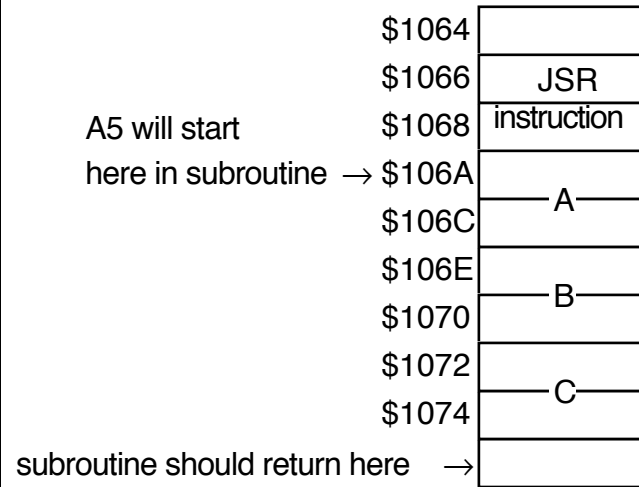 $1064
$1066 JSR
A5 will start $1068 instruction
here in subroutine → $106A
A
$106C
$106E
B
$1070
$1072
C
$1074
subroutine should return here →